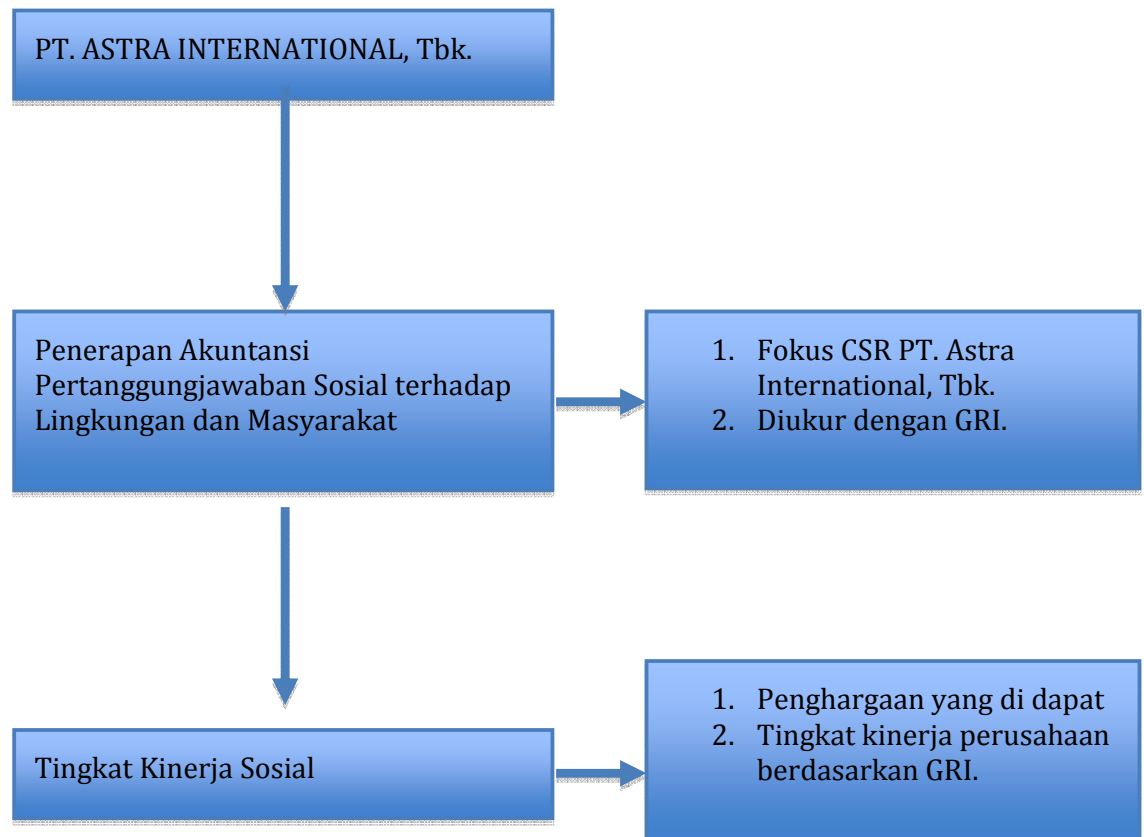 PT. ASTRA INTERNATIONAL, Tbk.
Penerapan Akuntansi
Pertanggungjawaban Sosial terhadap
Lingkungan dan Masyarakat
1. Fokus CSR PT. Astra
International, Tbk.
2. Diukur dengan GRI.
Tingkat Kinerja Sosial
1. Penghargaan yang di dapat
2. Tingkat kinerja perusahaan
berdasarkan GRI.